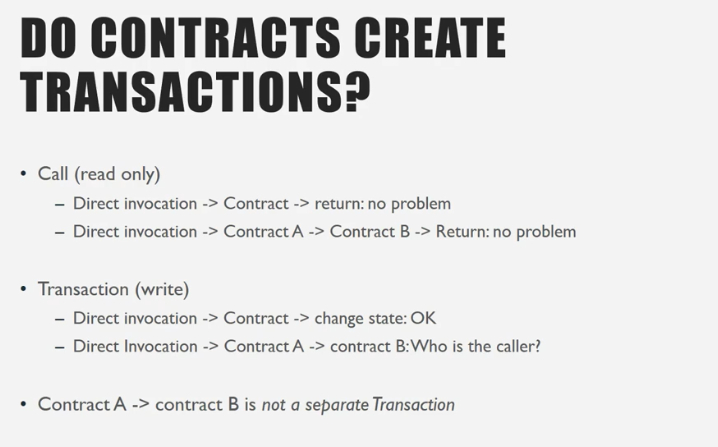 DO CONTRACTS CREATE
TRANSACTIONS?
• Call (read only)
– Direct invocation -> Contract -> return: no problem
– Direct invocation -> Contract A -> Contract B -> Return: no problem
• Transaction (write)
– Direct invocation -> Contract -> change state: OK
– Direct Invocation -> Contract A -> contract B: Who is the caller?
• Contract A -> contract B is not a separate Transaction